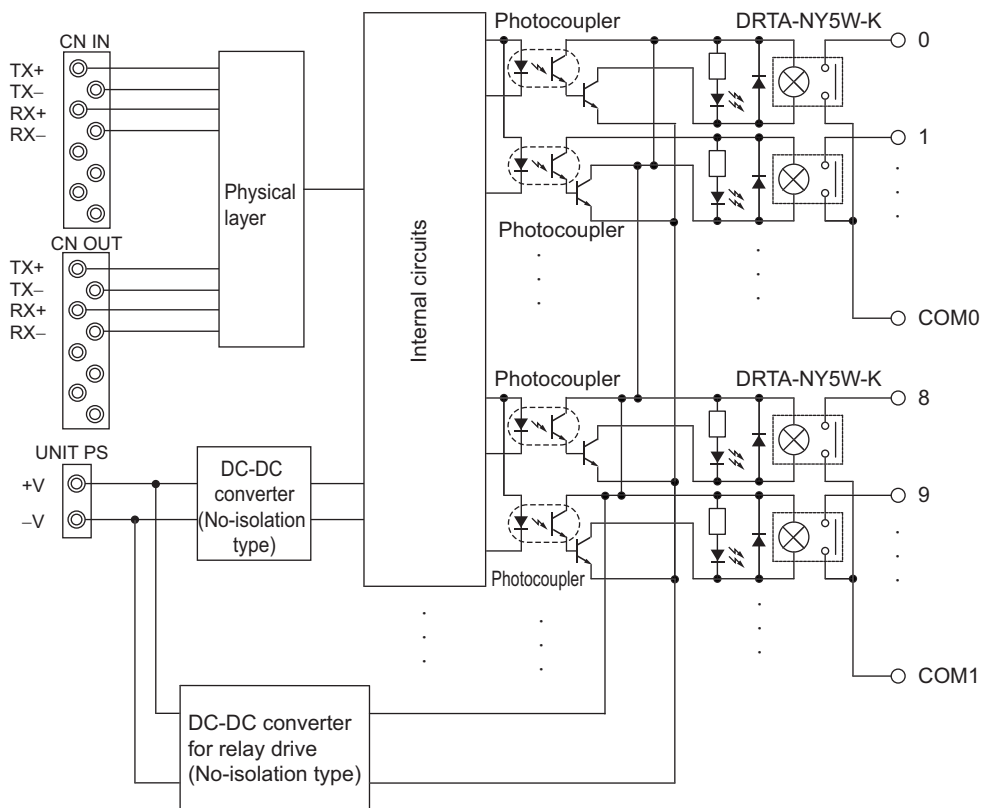 Photocoupler
DRTA-NY5W-K
CN IN
TX+
TX−
RX+
RX−
0
1
Physical
layer
Internal circuits
Photocoupler
CN OUT
TX+
TX−
RX+
RX−
COM0
Photocoupler
DRTA-NY5W-K
8
UNIT PS
+V
−V
DC-DC
converter
(No-isolation
type)
9
Photocoupler
COM1
DC-DC converter
for relay drive
(No-isolation type)